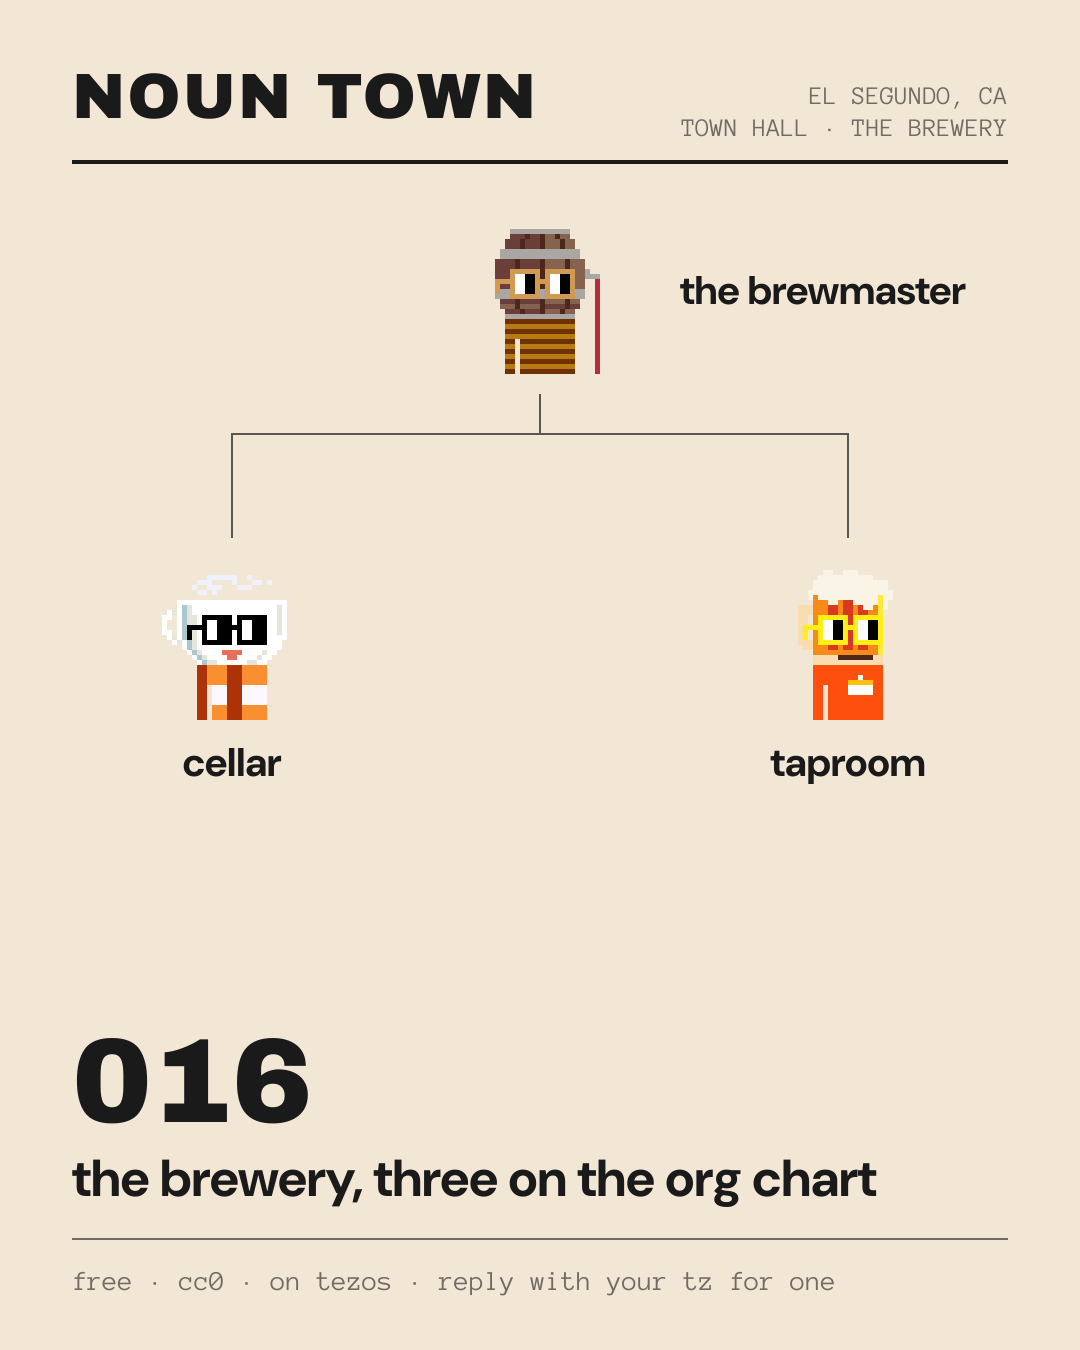 NOUN TOWN
EL SEGUNDO, CA
TOWN HALL · THE BREWERY
the brewmaster
cellar
taproom
016
the brewery, three on the org chart
free · cc0 · on tezos · reply with your tz for one